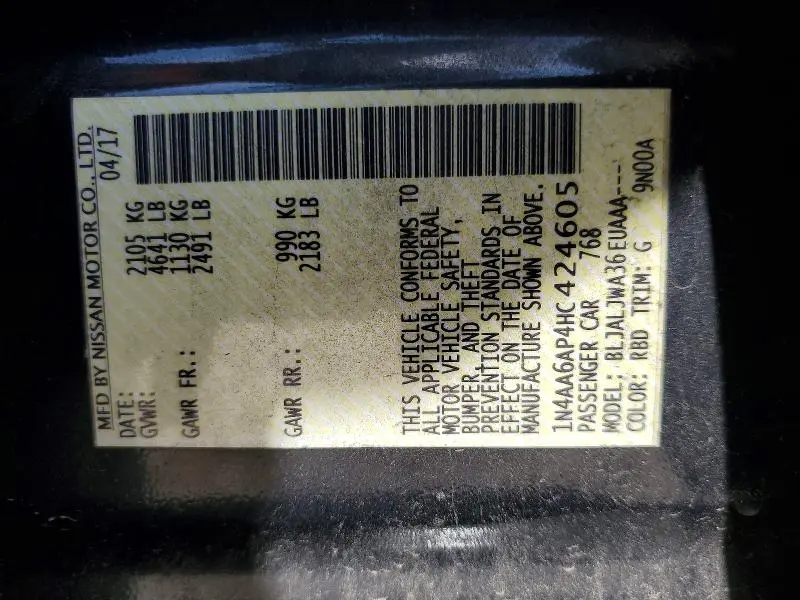 MFD BY NISSAN MOTOR CO., LTD.
DATE: 04/17
GVWR: 2105 KG
4641 LB
GAWR FR.: 1130 KG
2491 LB
GAWR RR.: 990 KG
2183 LB
THIS VEHICLE CONFORMS TO
ALL APPLICABLE FEDERAL
MOTOR VEHICLE SAFETY,
BUMPER, AND THEFT
PREVENTION STANDARDS IN
EFFECT ON THE DATE OF
MANUFACTURE SHOWN ABOVE.
1N4AA6AP4HC424605
PASSENGER CAR 768
MODEL: BLJALJWA36EUAAA----
COLOR: RBD TRIM: G 9N00A